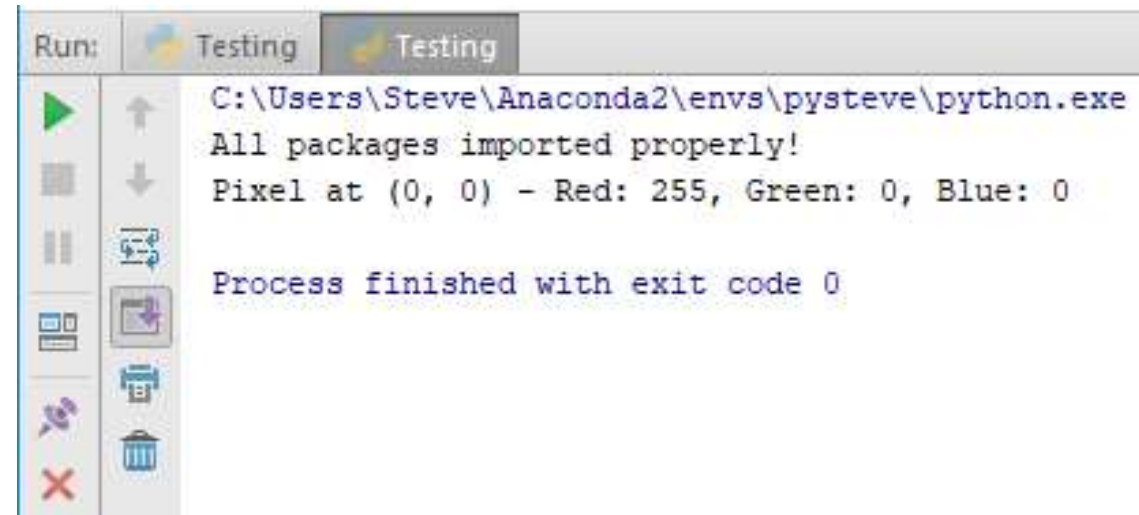 Run: Testing Testing
C:\Users\Steve\Anaconda2\envs\pysteve\python.exe
All packages imported properly!
Pixel at (0, 0) - Red: 255, Green: 0, Blue: 0
Process finished with exit code 0